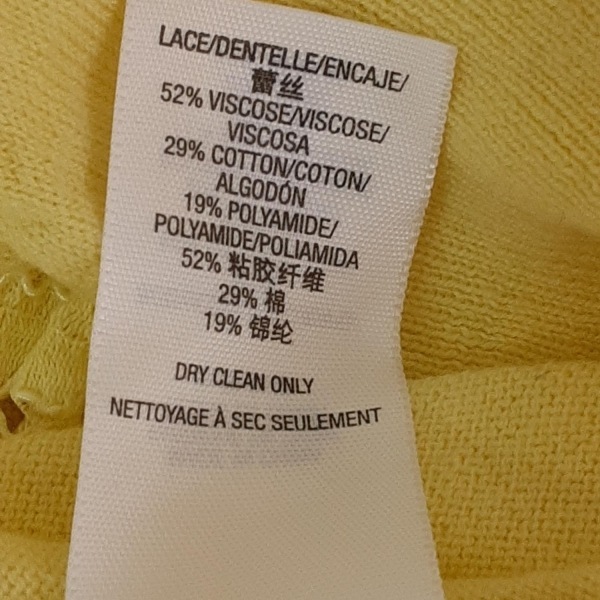 LACE/DENTELLE/ENCAJE/
蕾丝
52% VISCOSE/VISCOSE/
VISCOSA
29% COTTON/COTON/
ALGODÓN
19% POLYAMIDE/
POLYAMIDE/POLIAMIDA
52% 粘胶纤维
29% 棉
19% 锦纶
DRY CLEAN ONLY
NETTOYAGE À SEC SEULEMENT